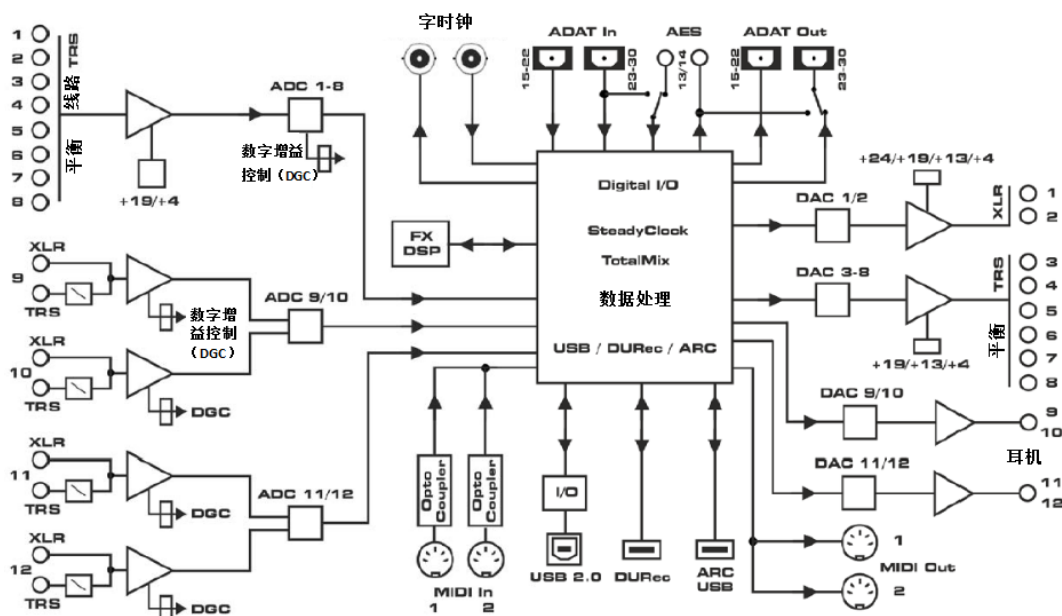 字时钟
ADAT In
AES
ADAT Out
15-22
23-30
13/14
15-22
23-30
1
2
3
4
5
6
7
8
TRS
线路
平衡
+19/+4
ADC 1-8
数字增益
控制（DGC）
XLR
9
TRS
数字增
益控制
（DGC）
ADC 9/10
XLR
10
TRS
DGC
XLR
11
TRS
DGC
ADC 11/12
XLR
12
TRS
DGC
FX
DSP
Digital I/O
SteadyClock
TotalMix
数据处理
USB / DURec / ARC
Opto
Coupler
Opto
Coupler
MIDI In
1
2
I/O
USB 2.0
DURec
ARC
USB
+24/+19/+13/+4
DAC 1/2
XLR
1
2
DAC 3-8
+19/+13/+4
TRS
平衡
3
4
5
6
7
8
DAC 9/10
9
10
耳机
DAC 11/12
11
12
1
MIDI Out
2